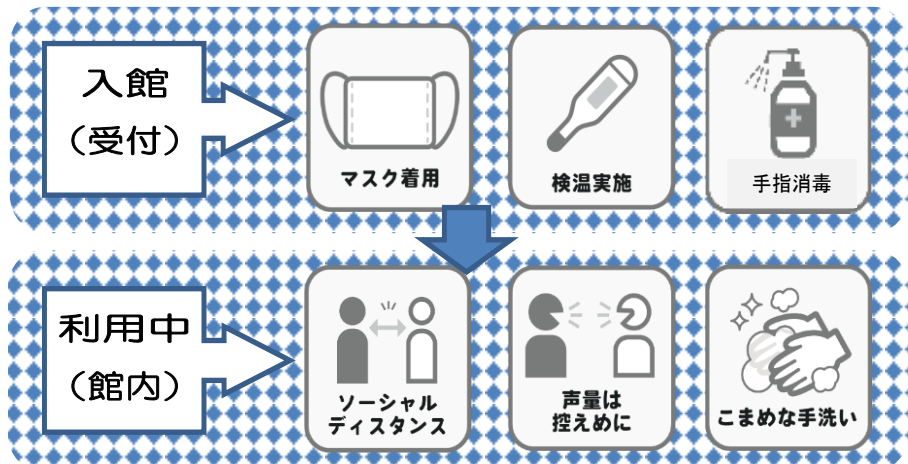 入館
（受付）
マスク着用
検温実施
手指消毒
利用中
（館内）
ソーシャル
ディスタンス
声量は
控えめに
こまめな手洗い